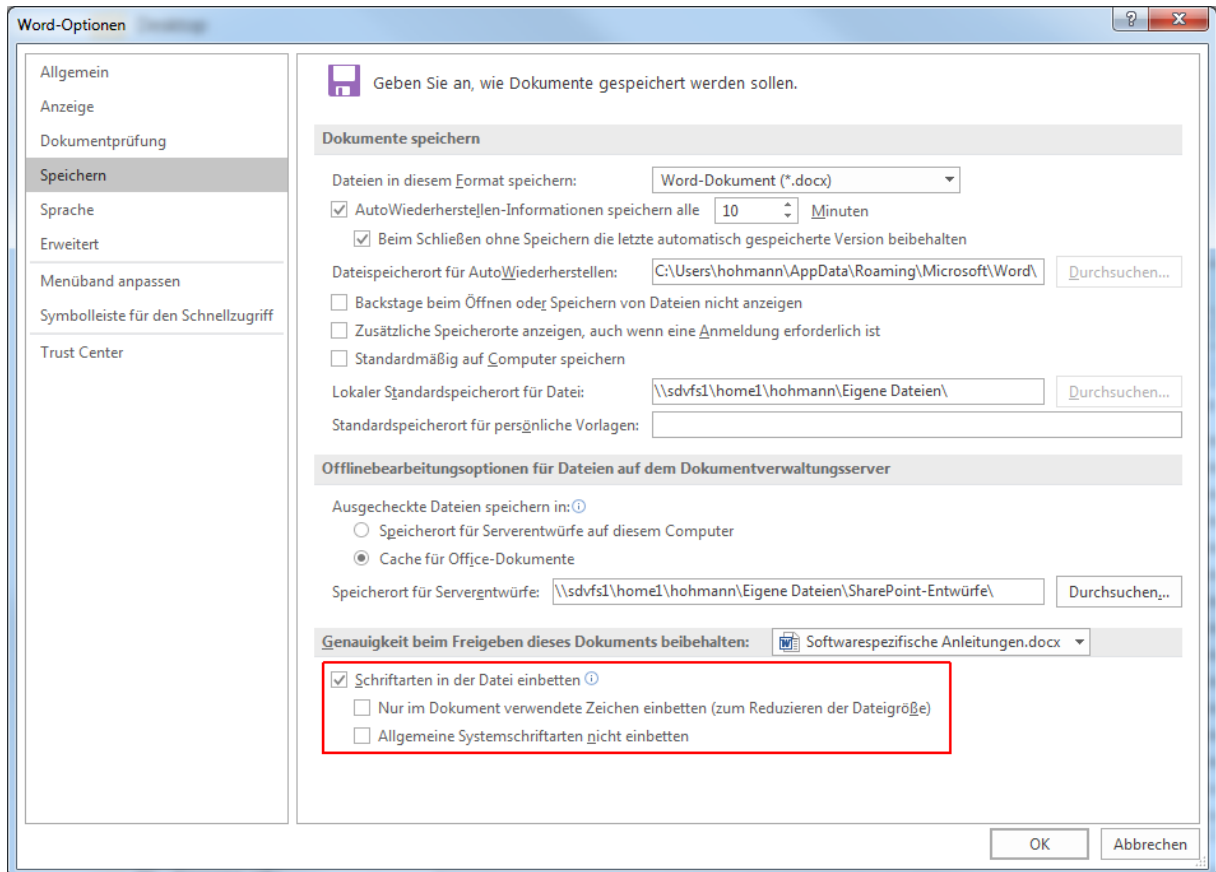 Word-Optionen
Allgemein
Anzeige
Dokumentprüfung
Speichern
Sprache
Erweitert
Menüband anpassen
Symbolleiste für den Schnellzugriff
Trust Center
Geben Sie an, wie Dokumente gespeichert werden sollen.
Dokumente speichern
Dateien in diesem Format speichern: Word-Dokument (*.docx)
AutoWiederherstellen-Informationen speichern alle 10 Minuten
Beim Schließen ohne Speichern die letzte automatisch gespeicherte Version beibehalten
Dateispeicherort für AutoWiederherstellen: C:\Users\hohmann\AppData\Roaming\Microsoft\Word\ Durchsuchen...
Backstage beim Öffnen oder Speichern von Dateien nicht anzeigen
Zusätzliche Speicherorte anzeigen, auch wenn eine Anmeldung erforderlich ist
Standardmäßig auf Computer speichern
Lokaler Standardspeicherort für Datei: \\sdvfs1\home1\hohmann\Eigene Dateien\ Durchsuchen...
Standardspeicherort für persönliche Vorlagen:
Offlinebearbeitungsoptionen für Dateien auf dem Dokumentverwaltungsserver
Ausgecheckte Dateien speichern in:
Speicherort für Serverentwürfe auf diesem Computer
Cache für Office-Dokumente
Speicherort für Serverentwürfe: \\sdvfs1\home1\hohmann\Eigene Dateien\SharePoint-Entwürfe\ Durchsuchen...
Genauigkeit beim Freigeben dieses Dokuments beibehalten: Softwarespezifische Anleitungen.docx
Schriftarten in der Datei einbetten
Nur im Dokument verwendete Zeichen einbetten (zum Reduzieren der Dateigröße)
Allgemeine Systemschriftarten nicht einbetten
OK Abbrechen